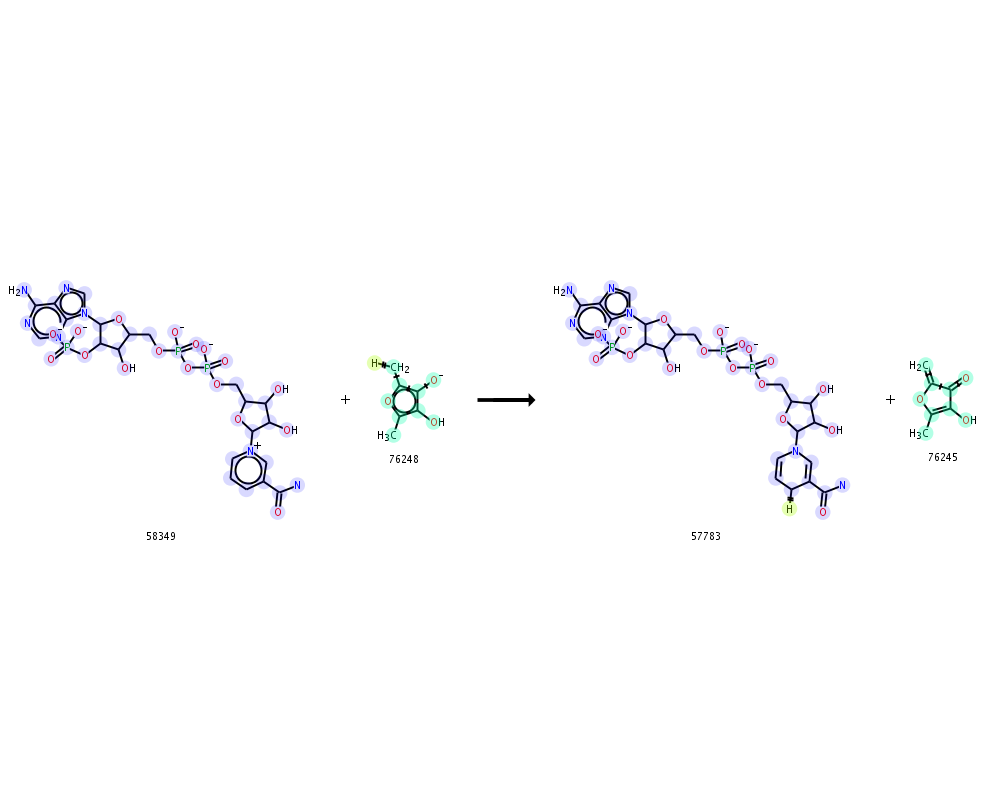 H₂N N N N N O⁻ O⁻ P O O O OH O O⁻ P O O O⁻ P O O O OH OH N⁺ N O
58349
+
H CH₂ O O⁻ OH H₃C
76248
H₂N N N N N O⁻ O⁻ P O O O OH O O⁻ P O O O⁻ P O O O OH OH N N O H
57783
+
H₂C O O OH H₃C
76245